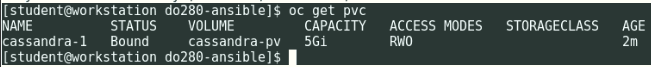 [student@workstation do280-ansible]$ oc get pvc
NAME STATUS VOLUME CAPACITY ACCESS MODES STORAGECLASS AGE
cassandra-1 Bound cassandra-pv 5Gi RWO 2m
[student@workstation do280-ansible]$